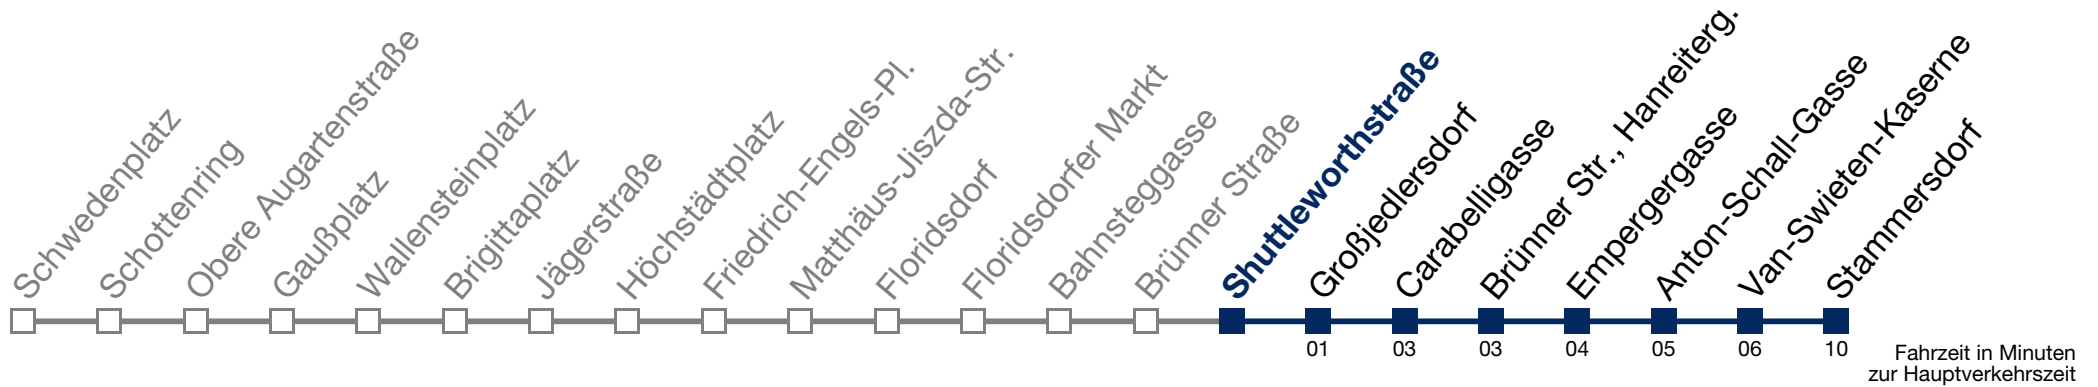 Schwedenplatz
Schottenring
Obere Augartenstraße
Gaußplatz
Wallensteinplatz
Brigittaplatz
Jägerstraße
Höchstädtplatz
Friedrich-Engels-Pl.
Matthäus-Jiszda-Str.
Floridsdorf
Floridsdorfer Markt
Bahnsteggasse
Brünner Straße
Shuttleworthstraße
Großjedlersdorf
Carabelligasse
Brünner Str., Hanreiterg.
Empergergasse
Anton-Schall-Gasse
Van-Swieten-Kaserne
Stammersdorf
01
03
03
04
05
06
10
Fahrzeit in Minuten
zur Hauptverkehrszeit